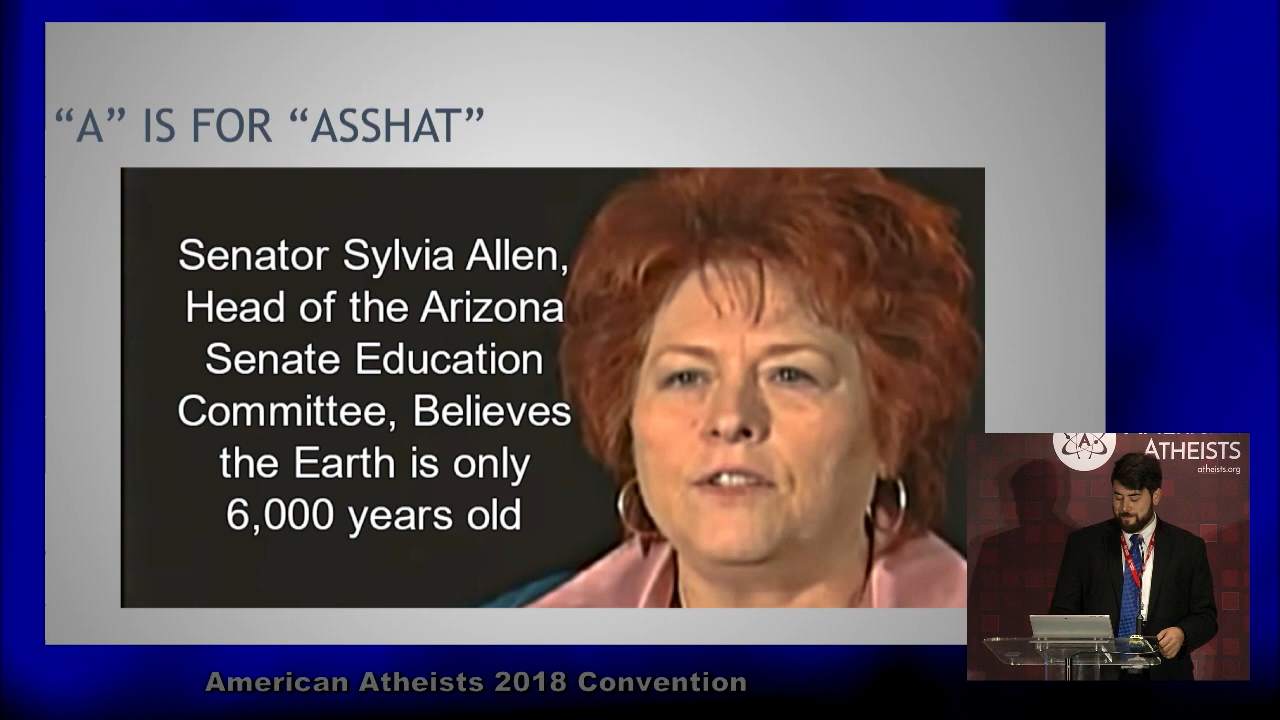 “A” IS FOR “ASSHAT”
Senator Sylvia Allen,
Head of the Arizona
Senate Education
Committee, Believes
the Earth is only
6,000 years old
A
ATHEISTS
atheists.org
American Atheists 2018 Convention